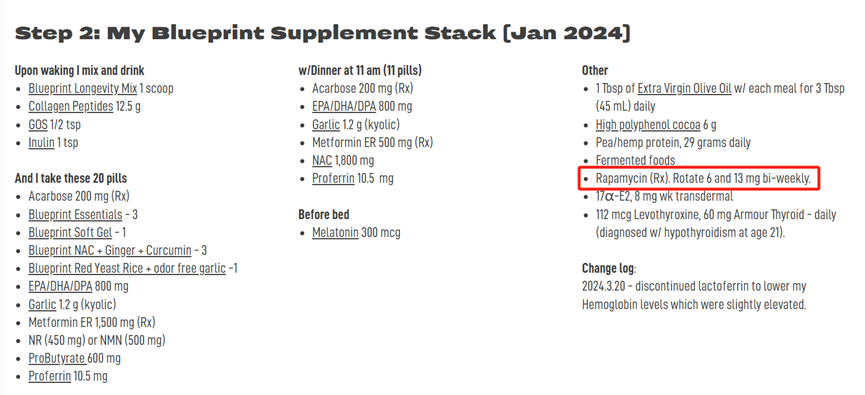 Step 2: My Blueprint Supplement Stack (Jan 2024)
Upon waking I mix and drink
• Blueprint Longevity Mix 1 scoop
• Collagen Peptides 12.5 g
• GOS 1/2 tsp
• Inulin 1 tsp
And I take these 20 pills
• Acarbose 200 mg (Rx)
• Blueprint Essentials - 3
• Blueprint Soft Gel - 1
• Blueprint NAC + Ginger + Curcumin - 3
• Blueprint Red Yeast Rice + odor free garlic -1
• EPA/DHA/DPA 800 mg
• Garlic 1.2 g (kyolic)
• Metformin ER 1,500 mg (Rx)
• NR (450 mg) or NMN (500 mg)
• ProButyrate 600 mg
• Proferrin 10.5 mg
w/Dinner at 11 am (11 pills)
• Acarbose 200 mg (Rx)
• EPA/DHA/DPA 800 mg
• Garlic 1.2 g (kyolic)
• Metformin ER 500 mg (Rx)
• NAC 1,800 mg
• Proferrin 10.5 mg
Before bed
• Melatonin 300 mcg
Other
• 1 Tbsp of Extra Virgin Olive Oil w/ each meal for 3 Tbsp
(45 mL) daily
• High polyphenol cocoa 6 g
• Pea/hemp protein, 29 grams daily
• Fermented foods
• Rapamycin (Rx). Rotate 6 and 13 mg bi-weekly.
• 17α-E2, 8 mg wk transdermal
• 112 mcg Levothyroxine, 60 mg Armour Thyroid - daily
(diagnosed w/ hypothyroidism at age 21).
Change log:
2024.3.20 - discontinued lactoferrin to lower my
Hemoglobin levels which were slightly elevated.